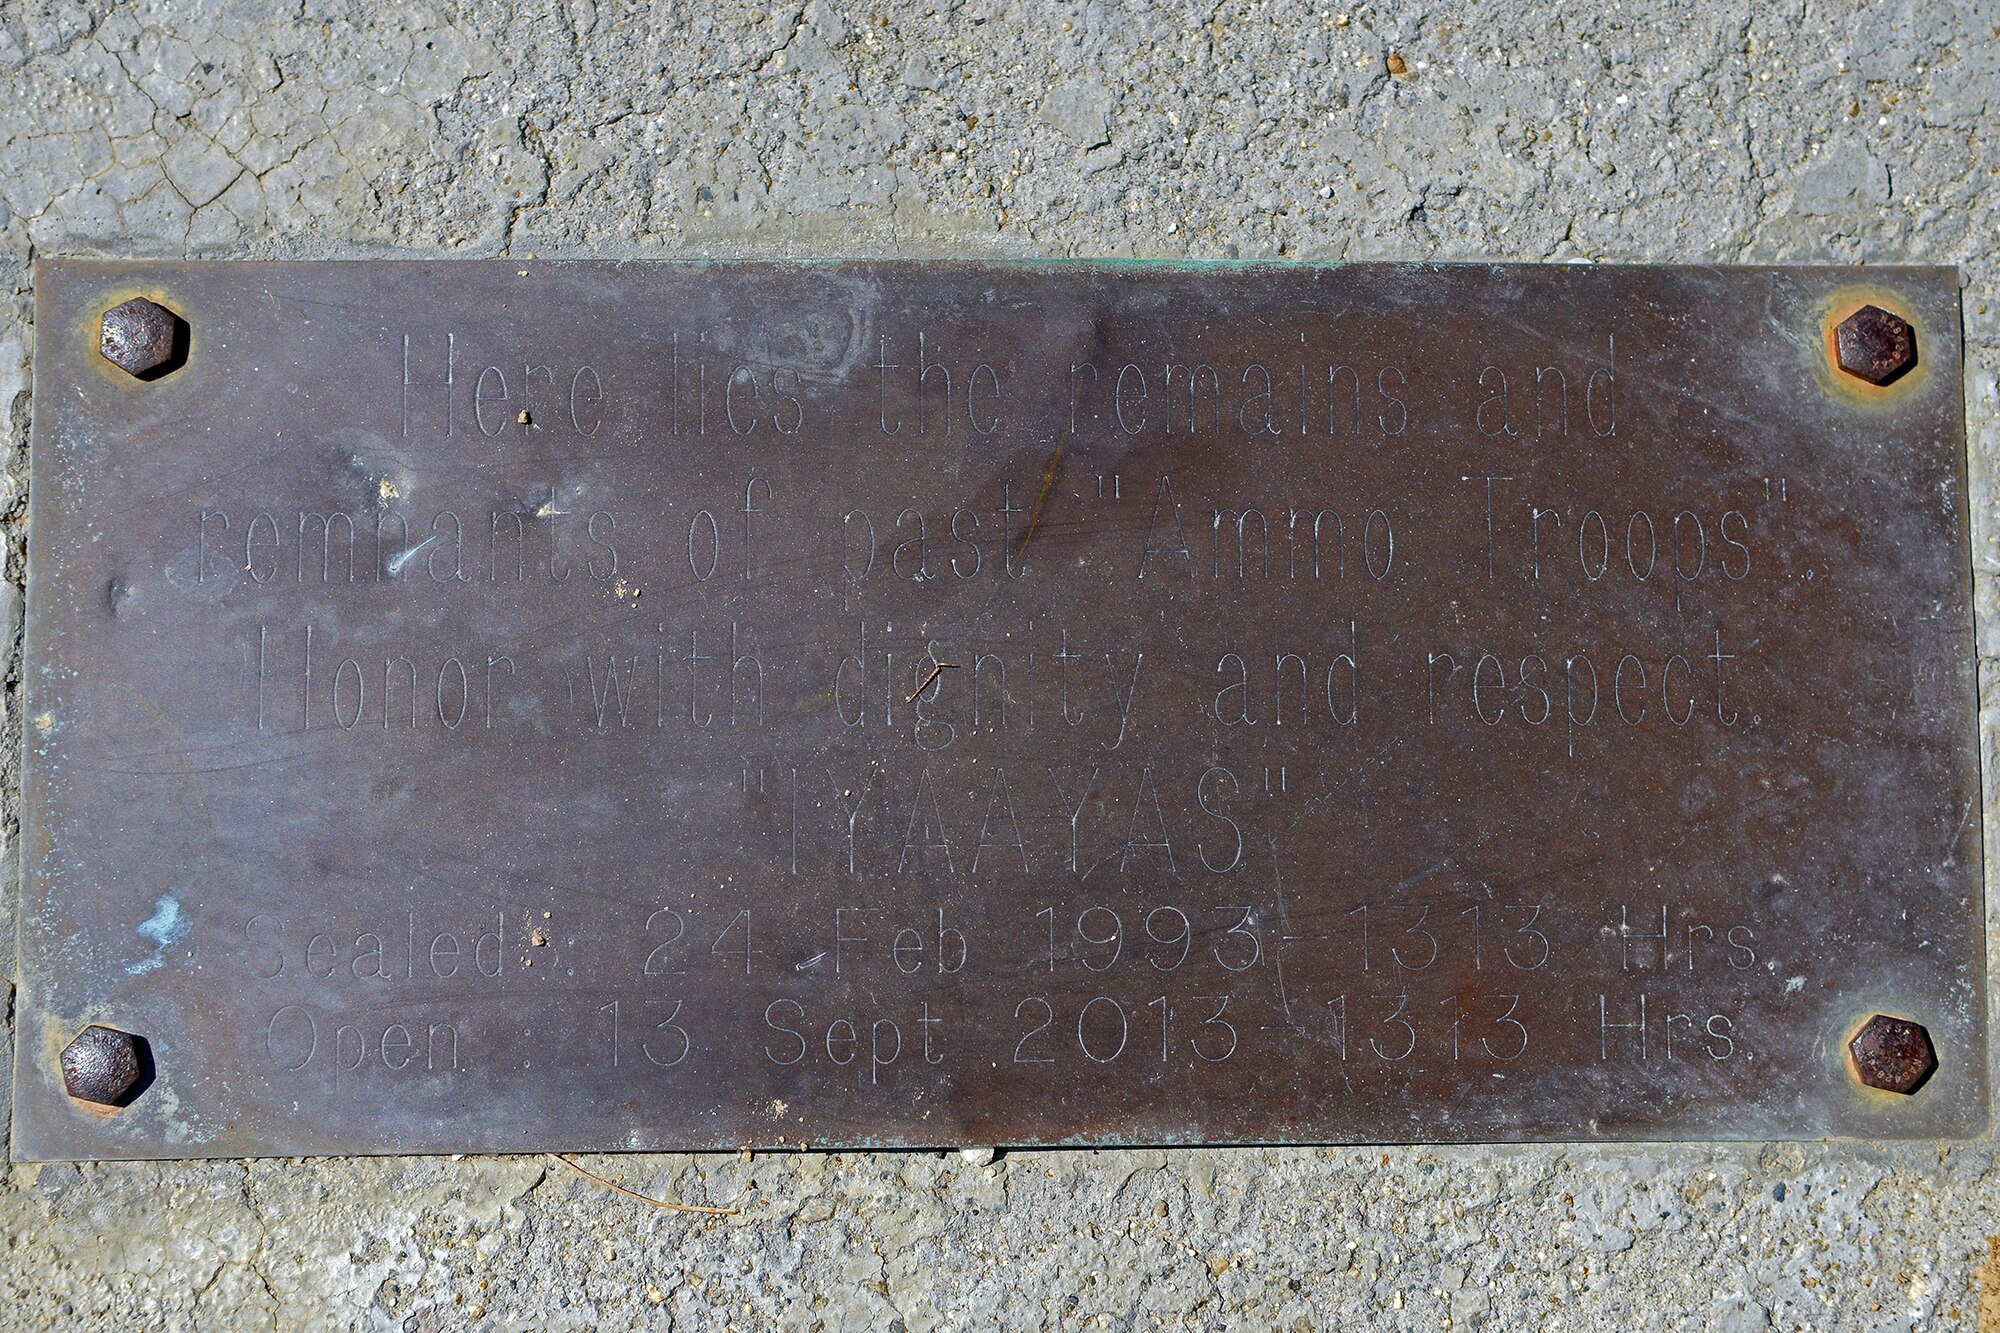 Here lies the remains and
remnants of past "Ammo Troops".
Honor with dignity and respect.
"IYAAYAS"
Sealed : 24 Feb 1993-1313 Hrs.
Open : 13 Sept 2013-1313 Hrs.